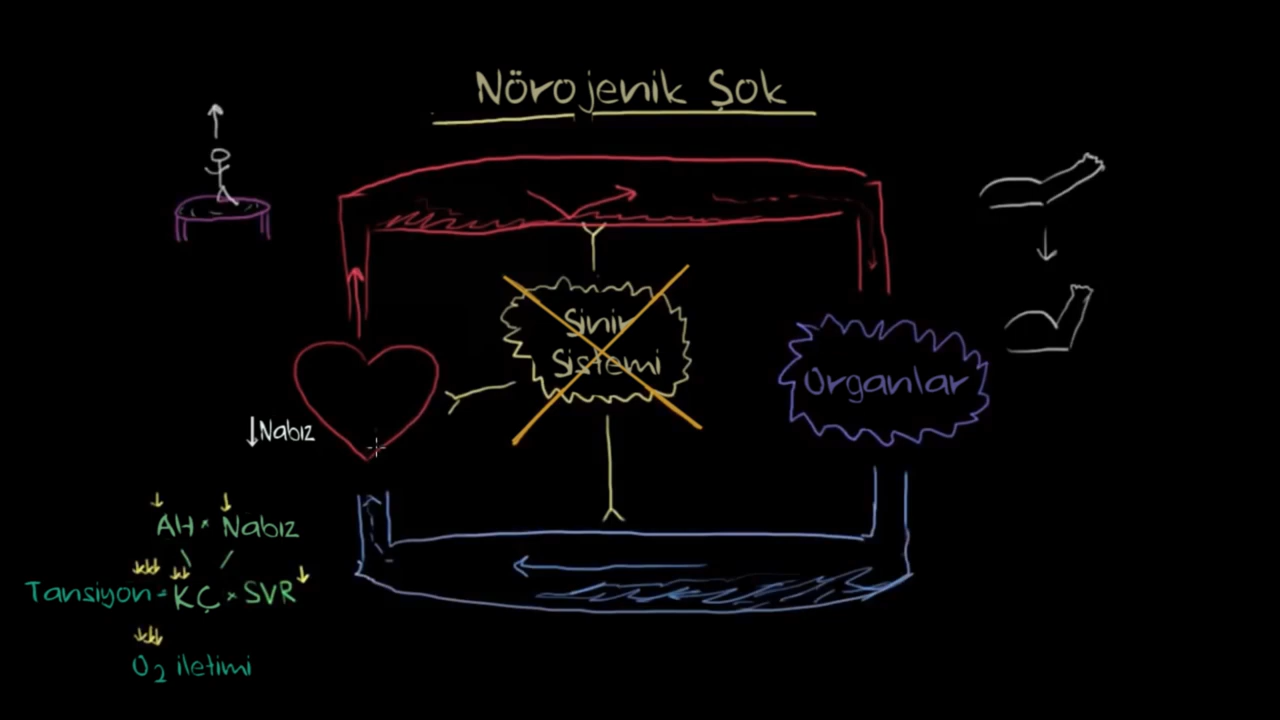 Nörojenik Şok
Sinir
Sistemi
Organlar
↓Nabız
AH × Nabız
Tansiyon = KÇ × SVR
O₂ iletimi